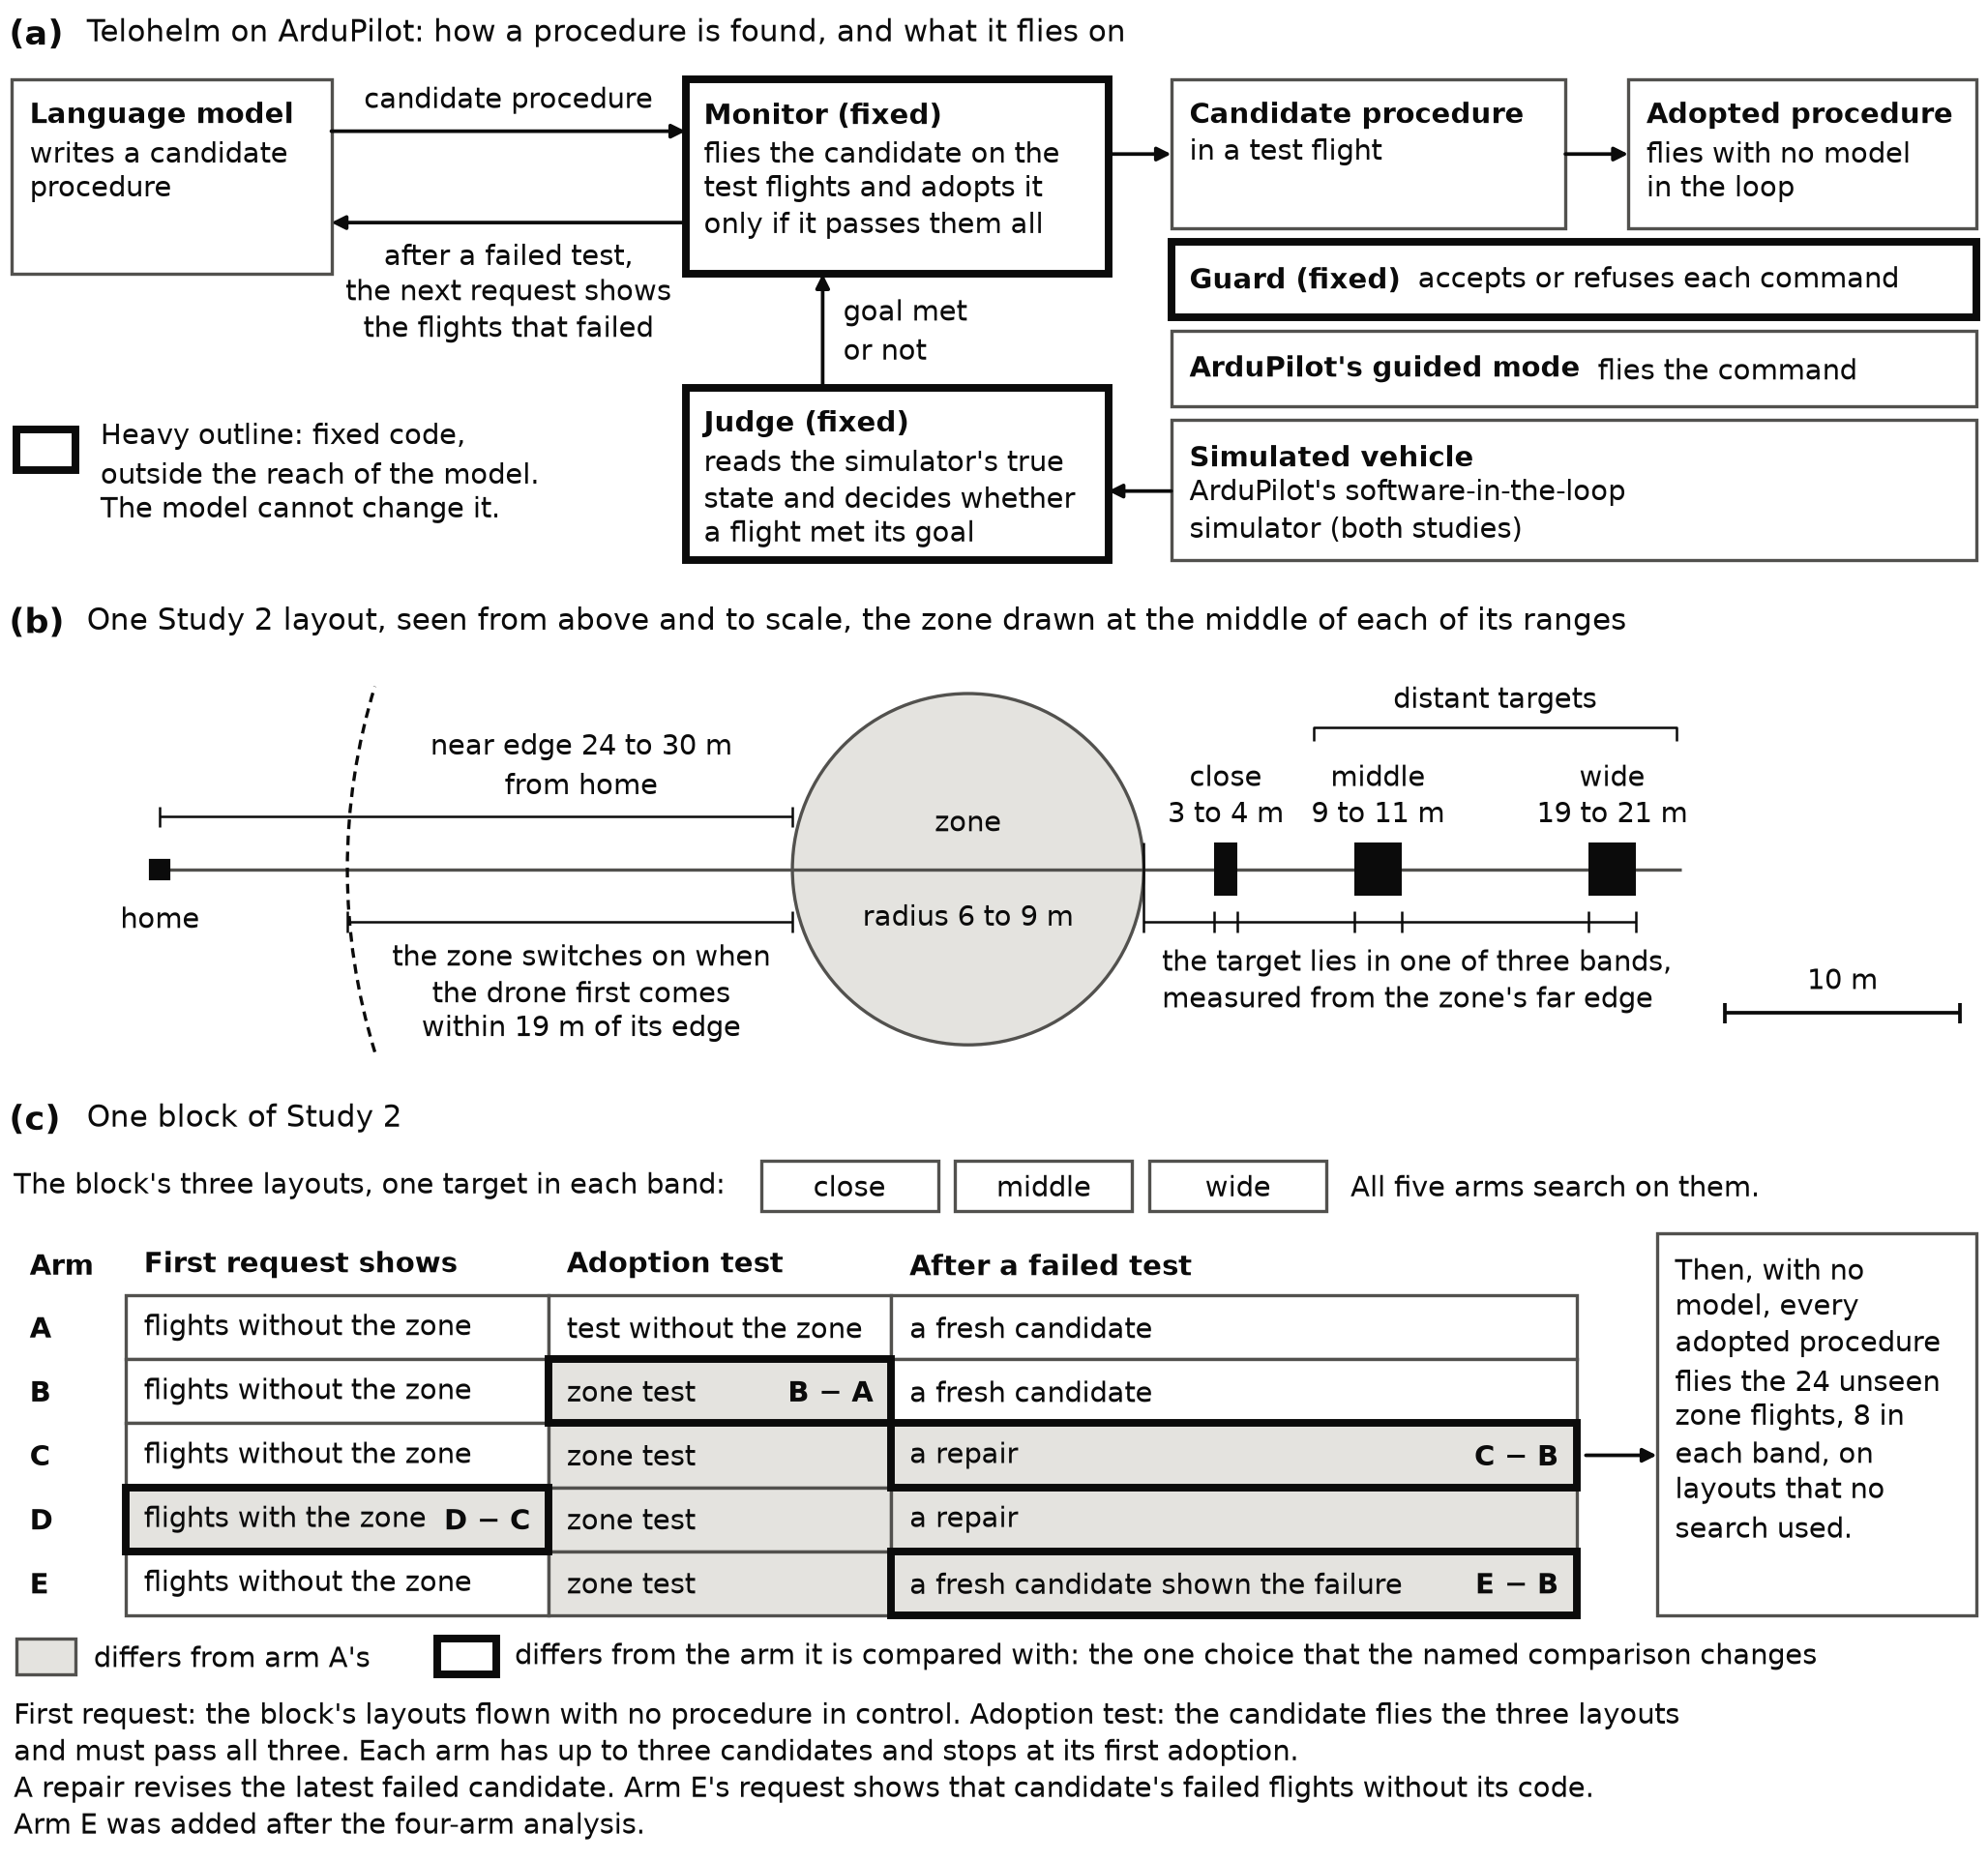 (a) Telohelm on ArduPilot: how a procedure is found, and what it flies on
Language model
writes a candidate
procedure
candidate procedure
after a failed test,
the next request shows
the flights that failed
Monitor (fixed)
flies the candidate on the
test flights and adopts it
only if it passes them all
Candidate procedure
in a test flight
Adopted procedure
flies with no model
in the loop
Guard (fixed) accepts or refuses each command
goal met
or not
ArduPilot's guided mode flies the command
Heavy outline: fixed code,
outside the reach of the model.
The model cannot change it.
Judge (fixed)
reads the simulator's true
state and decides whether
a flight met its goal
Simulated vehicle
ArduPilot's software-in-the-loop
simulator (both studies)
(b) One Study 2 layout, seen from above and to scale, the zone drawn at the middle of each of its ranges
near edge 24 to 30 m
from home
home
the zone switches on when
the drone first comes
within 19 m of its edge
zone
radius 6 to 9 m
distant targets
close
3 to 4 m
middle
9 to 11 m
wide
19 to 21 m
the target lies in one of three bands,
measured from the zone's far edge
10 m
(c) One block of Study 2
The block's three layouts, one target in each band: close middle wide All five arms search on them.
Arm First request shows Adoption test After a failed test
A flights without the zone test without the zone a fresh candidate
B flights without the zone zone test B − A a fresh candidate
C flights without the zone zone test a repair C − B
D flights with the zone D − C zone test a repair
E flights without the zone zone test a fresh candidate shown the failure E − B
Then, with no
model, every
adopted procedure
flies the 24 unseen
zone flights, 8 in
each band, on
layouts that no
search used.
differs from arm A's
differs from the arm it is compared with: the one choice that the named comparison changes
First request: the block's layouts flown with no procedure in control. Adoption test: the candidate flies the three layouts
and must pass all three. Each arm has up to three candidates and stops at its first adoption.
A repair revises the latest failed candidate. Arm E's request shows that candidate's failed flights without its code.
Arm E was added after the four-arm analysis.